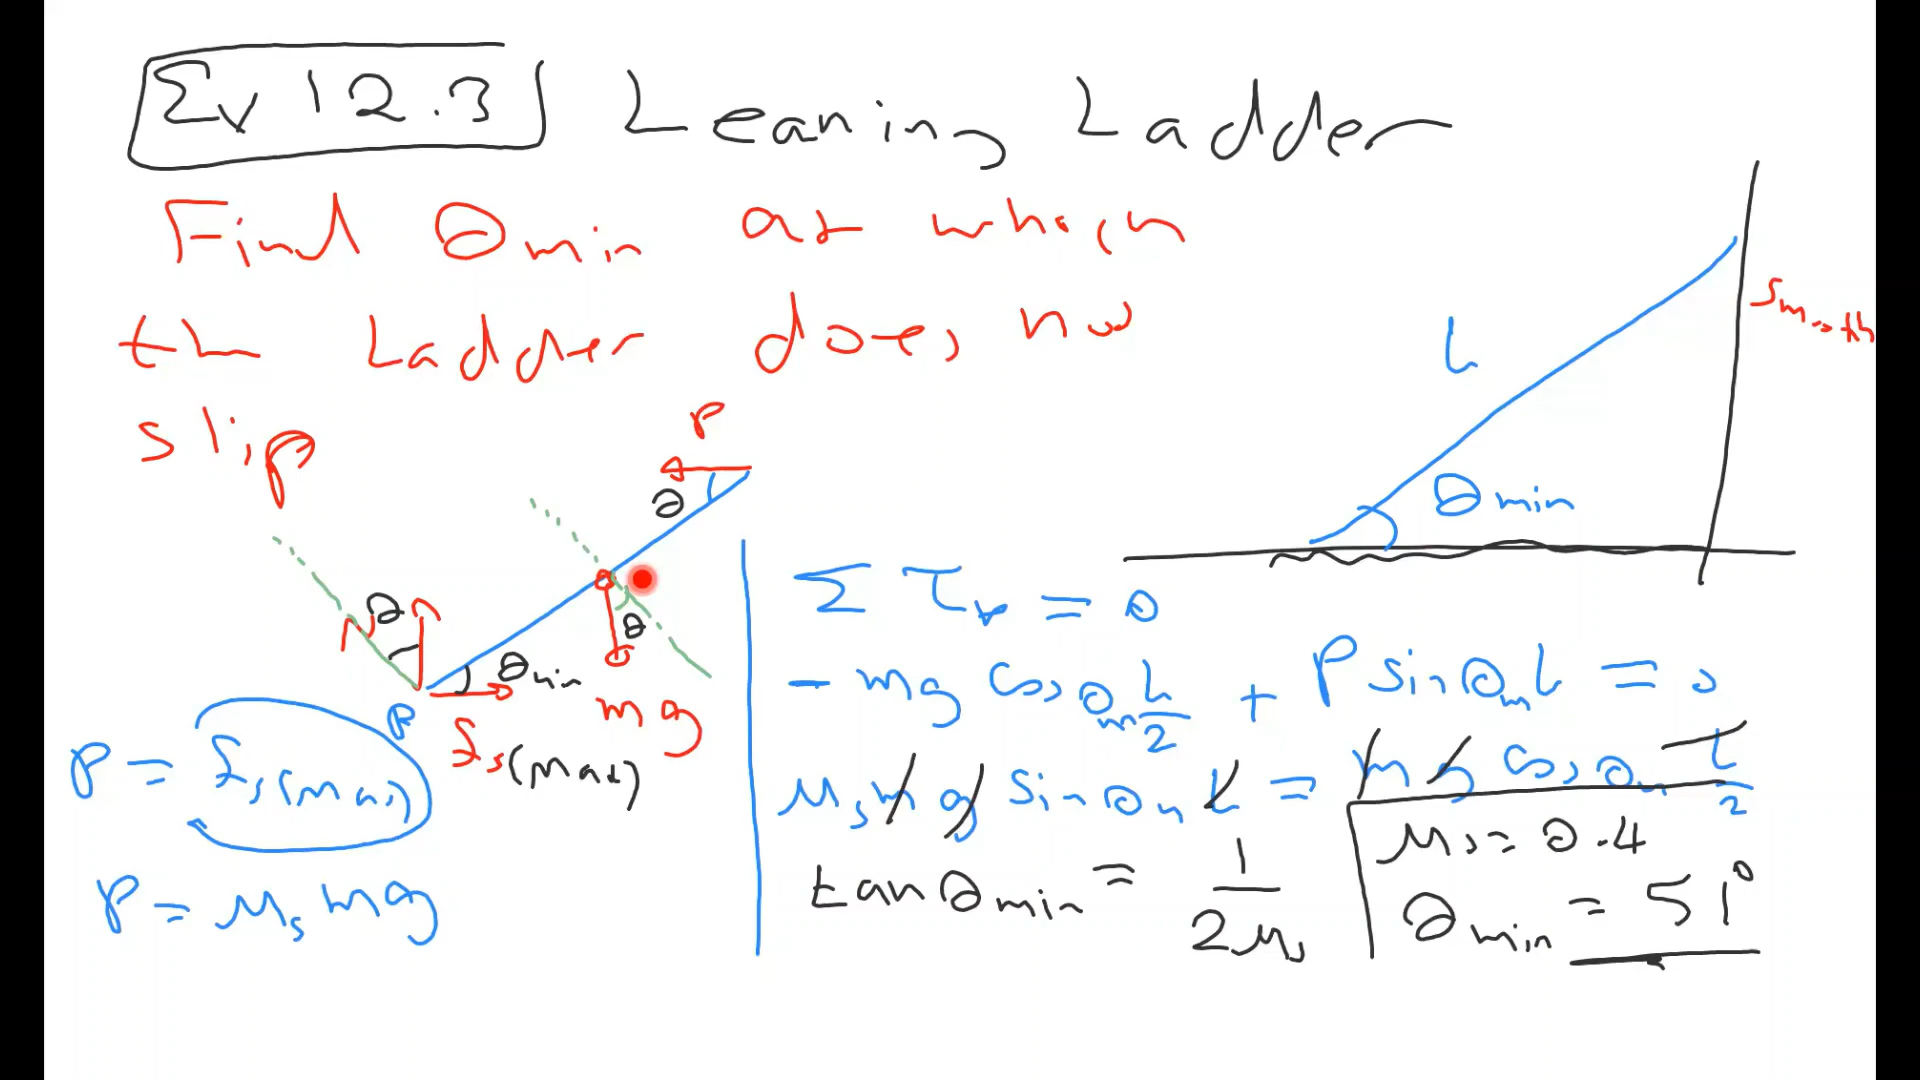 Ex 12.3 Leaning Ladder
Find θmin at which
the Ladder does not
slip
smooth
L
θmin
P
θ
θ
θ
θmin
mg
P
fs(max)
P = fs(max)
P = μs mg
Σ τ = 0
- mg cos θm L/2 + P sin θm L = 0
μs mg sin θm L = mg cos θm L/2
tan θmin = 1/2μs
μs = 0.4
θmin = 51°